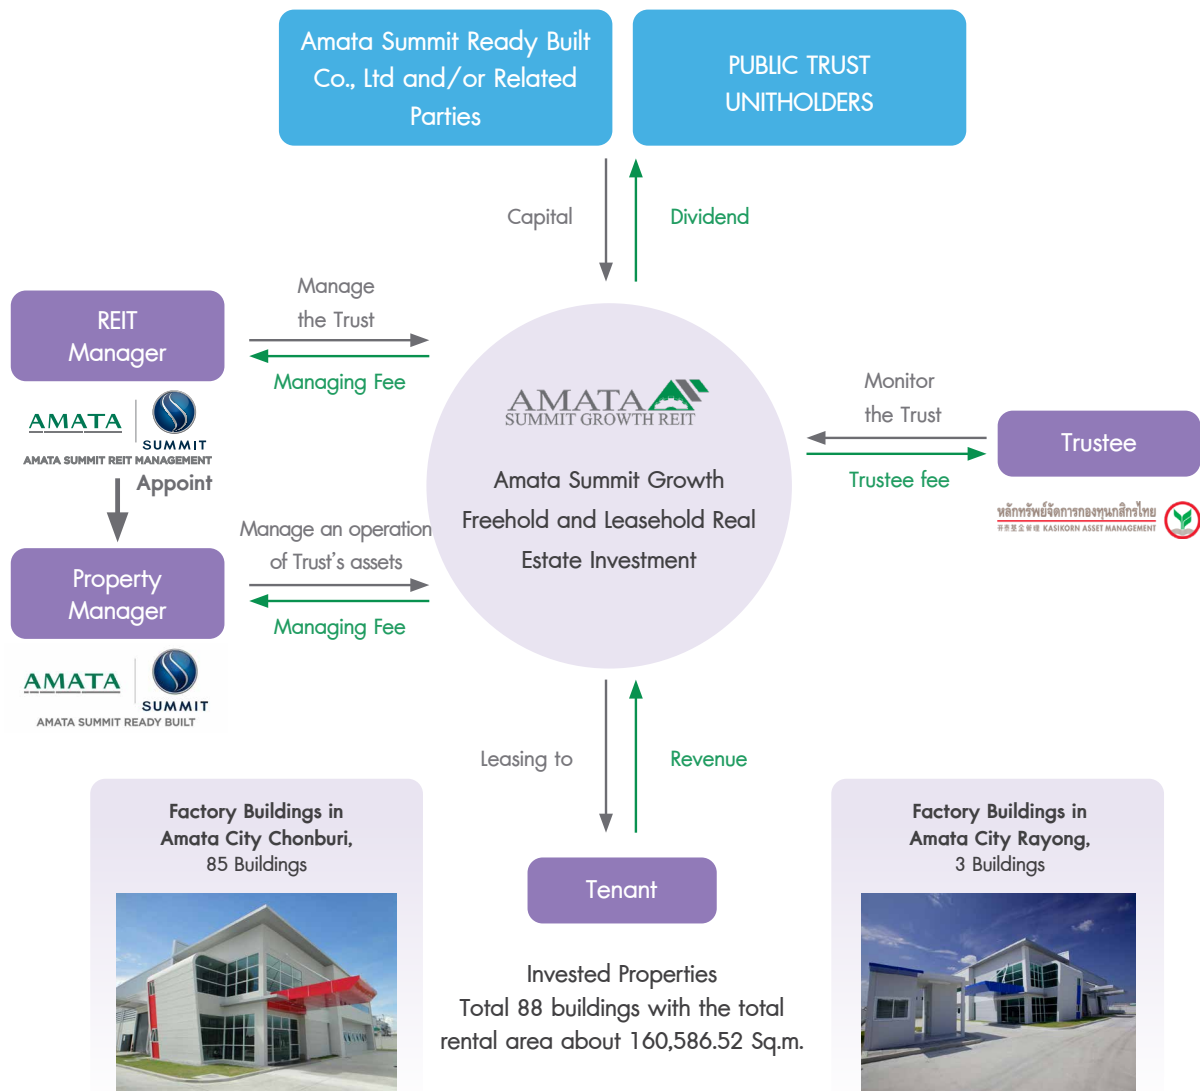 Amata Summit Ready Built
Co., Ltd and/or Related
Parties
PUBLIC TRUST
UNITHOLDERS
Capital
Dividend
REIT
Manager
Manage
the Trust
Managing Fee
AMATA
SUMMIT
AMATA SUMMIT REIT MANAGEMENT
Appoint
AMATA
SUMMIT GROWTH REIT
Amata Summit Growth
Freehold and Leasehold Real
Estate Investment
Monitor
the Trust
Trustee fee
Trustee
หลักทรัพย์จัดการกองทุนกสิกรไทย
KASIKORN ASSET MANAGEMENT
Property
Manager
Manage an operation
of Trust's assets
Managing Fee
AMATA
SUMMIT
AMATA SUMMIT READY BUILT
Leasing to
Revenue
Factory Buildings in
Amata City Chonburi,
85 Buildings
Tenant
Invested Properties
Total 88 buildings with the total
rental area about 160,586.52 Sq.m.
Factory Buildings in
Amata City Rayong,
3 Buildings